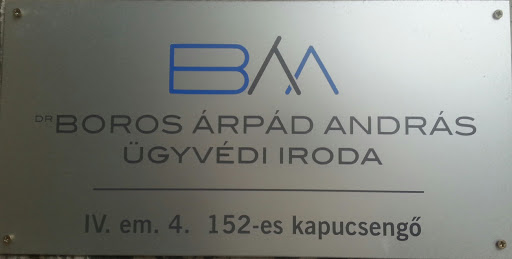 BAA
DR BOROS ÁRPÁD ANDRÁS
ÜGYVÉDI IRODA
IV. em. 4. 152-es kapucsengő